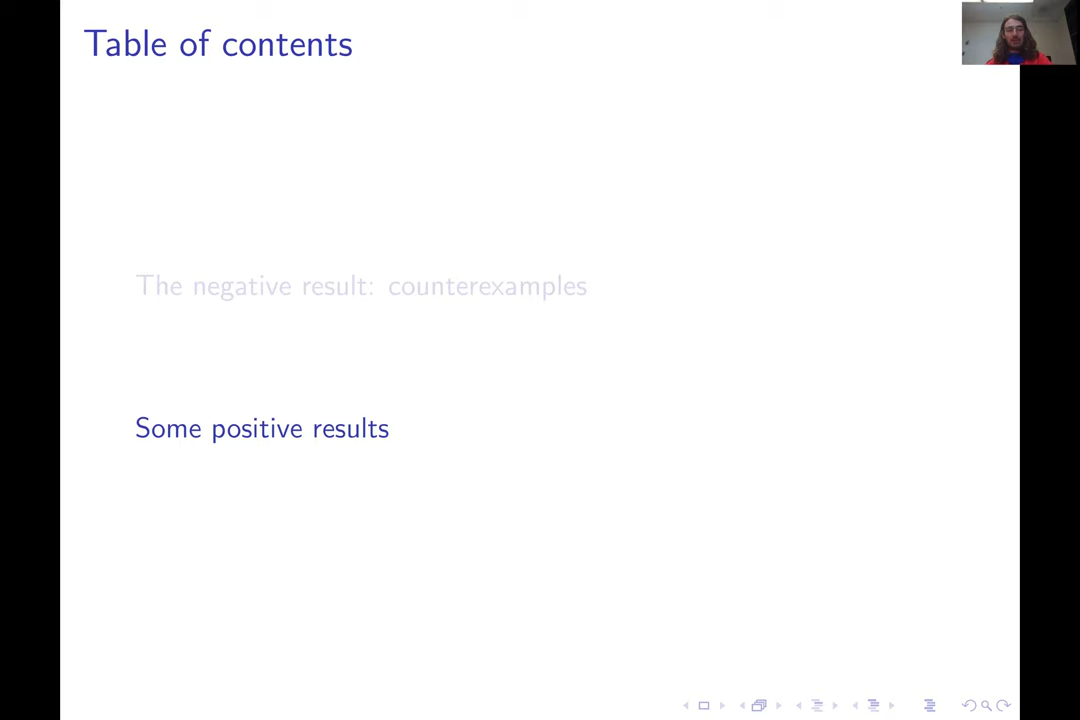 Table of contents
The negative result: counterexamples
Some positive results